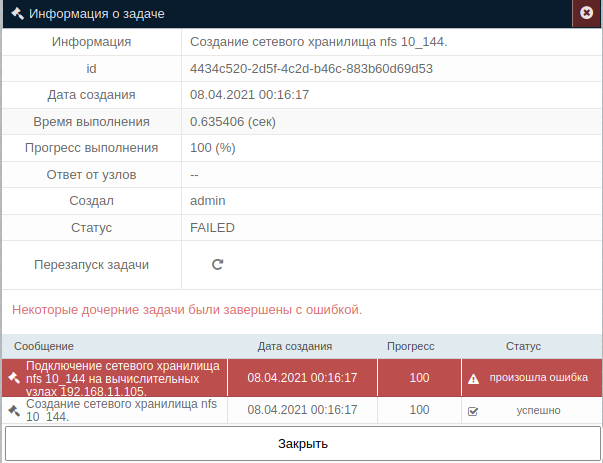 Информация о задаче
Информация Создание сетевого хранилища nfs 10_144.
id 4434c520-2d5f-4c2d-b46c-883b60d69d53
Дата создания 08.04.2021 00:16:17
Время выполнения 0.635406 (сек)
Прогресс выполнения 100 (%)
Ответ от узлов --
Создал admin
Статус FAILED
Перезапуск задачи
Некоторые дочерние задачи были завершены с ошибкой.
Сообщение Дата создания Прогресс Статус
Подключение сетевого хранилища
nfs 10_144 на вычислительных
узлах 192.168.11.105.
08.04.2021 00:16:17 100 произошла ошибка
Создание сетевого хранилища nfs
10_144.
08.04.2021 00:16:17 100 успешно
Закрыть